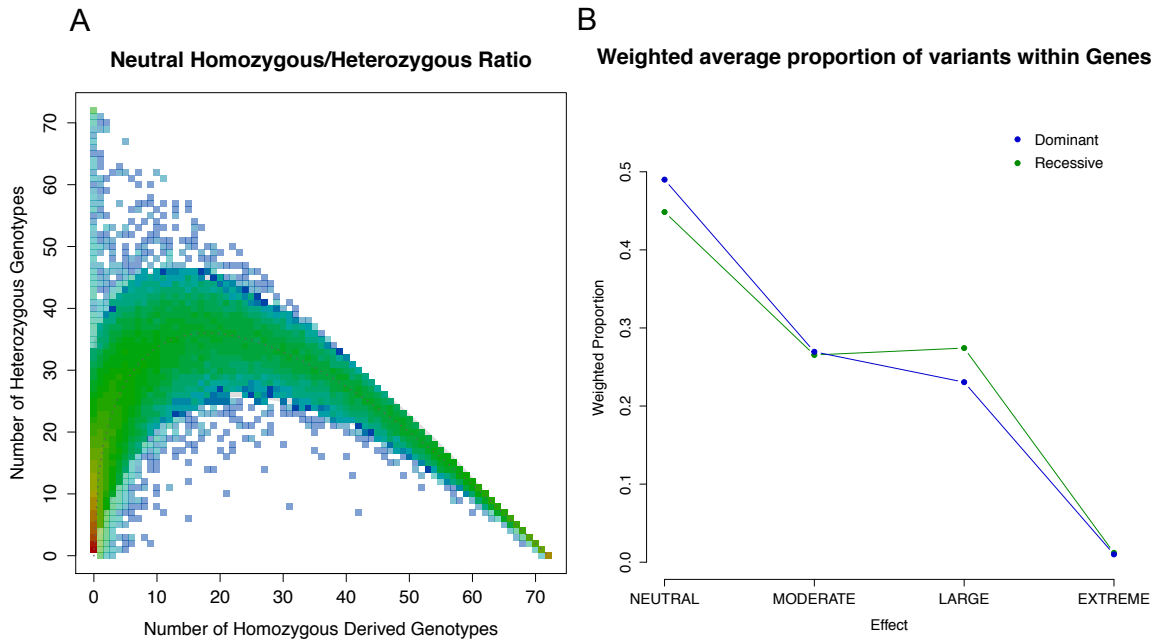 A
Neutral Homozygous/Heterozygous Ratio
Number of Heterozygous Genotypes
70
60
50
40
30
20
10
0
0 10 20 30 40 50 60 70
Number of Homozygous Derived Genotypes
B
Weighted average proportion of variants within Genes
Dominant
Recessive
Weighted Proportion
0.5
0.4
0.3
0.2
0.1
0.0
NEUTRAL MODERATE LARGE EXTREME
Effect